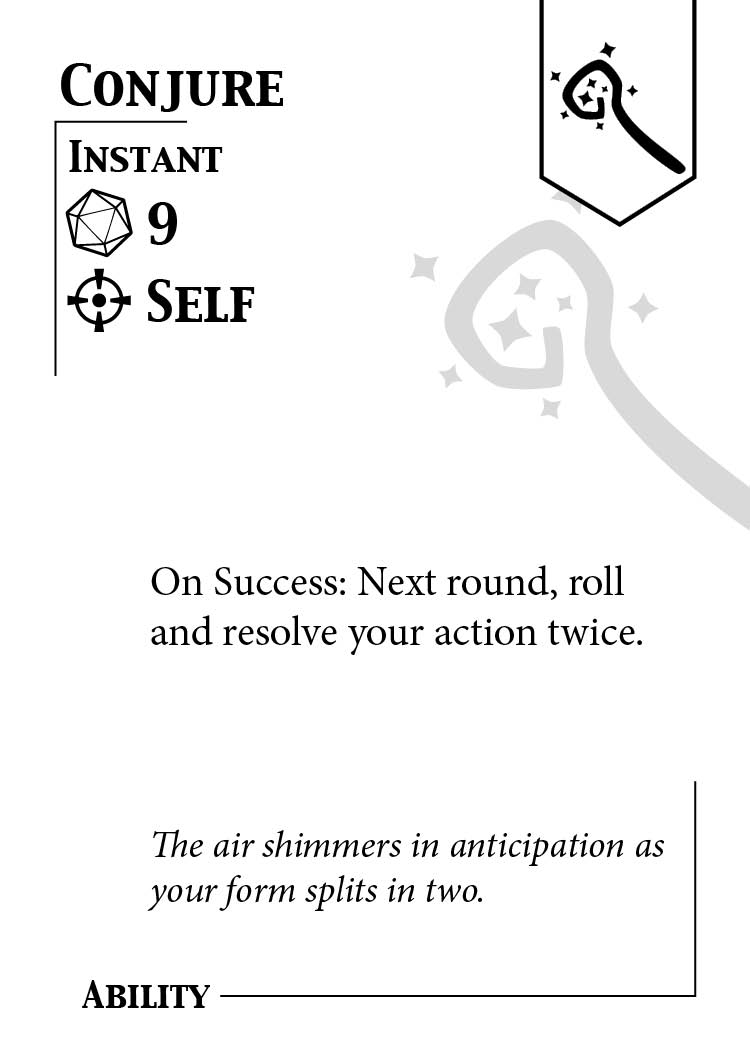 Conjure
Instant
9
Self
On Success: Next round, roll
and resolve your action twice.
The air shimmers in anticipation as
your form splits in two.
Ability